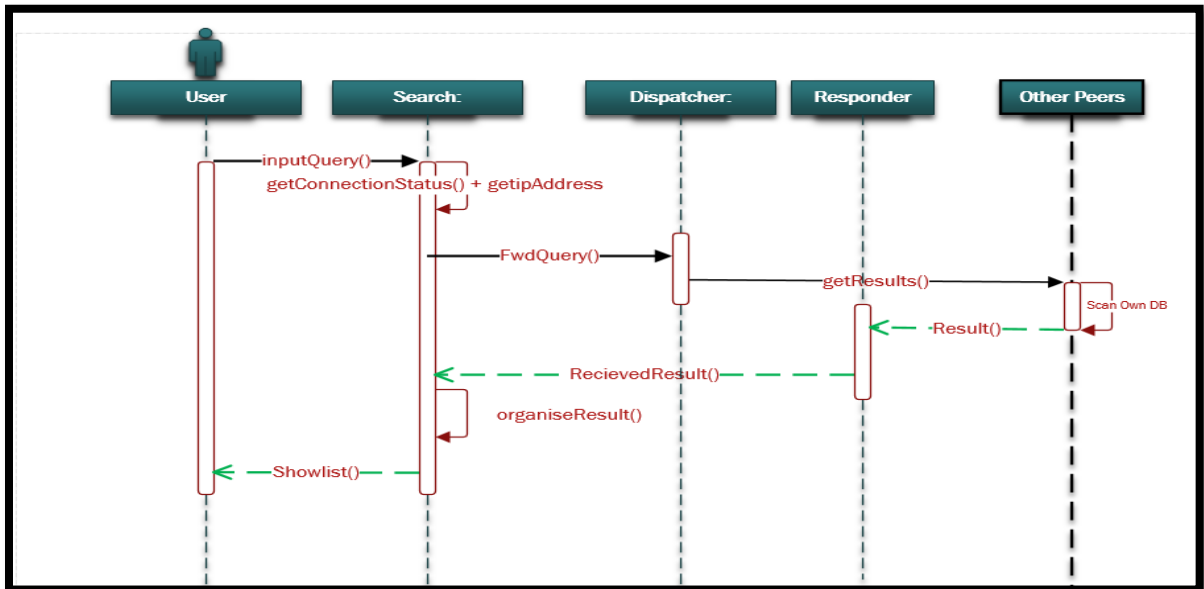 User
Search:
Dispatcher:
Responder
Other Peers
inputQuery()
getConnectionStatus() + getipAddress
FwdQuery()
getResults()
Scan Own DB
Result()
RecievedResult()
organiseResult()
Showlist()